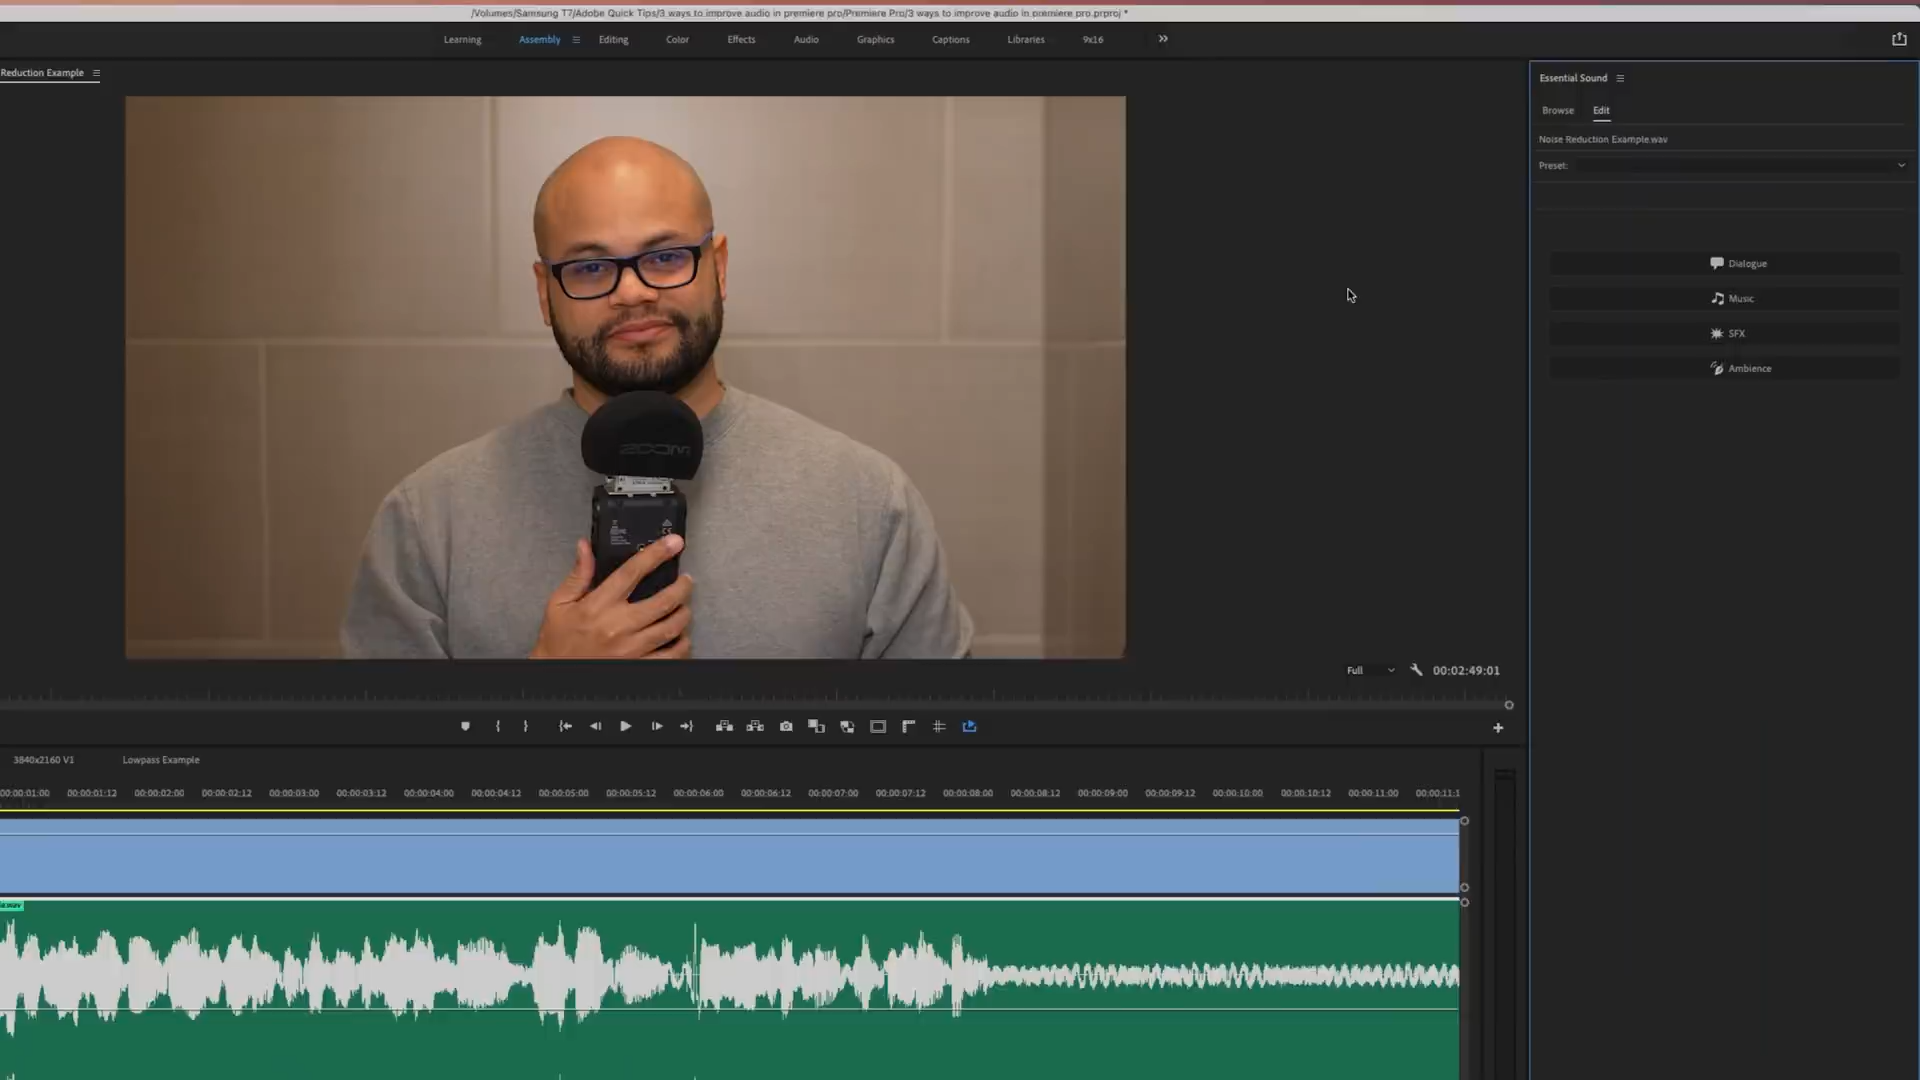 /Volumes/Samsung T7/Adobe Quick Tips/3 ways to improve audio in premiere pro/Premiere Pro/3 ways to improve audio in premiere pro.prproj *
Learning Assembly Editing Color Effects Audio Graphics Captions Libraries 9x16
Reduction Example
Essential Sound
Browse Edit
Noise Reduction Example.wav
Preset:
Dialogue
Music
SFX
Ambience
ZOOM
Full 00:02:49:01
3840x2160 V1 Lowpass Example
00:00:01:00 00:00:01:12 00:00:02:00 00:00:02:12 00:00:03:00 00:00:03:12 00:00:04:00 00:00:04:12 00:00:05:00 00:00:05:12 00:00:06:00 00:00:06:12 00:00:07:00 00:00:07:12 00:00:08:00 00:00:08:12 00:00:09:00 00:00:09:12 00:00:10:00 00:00:10:12 00:00:11:00 00:00:11:1